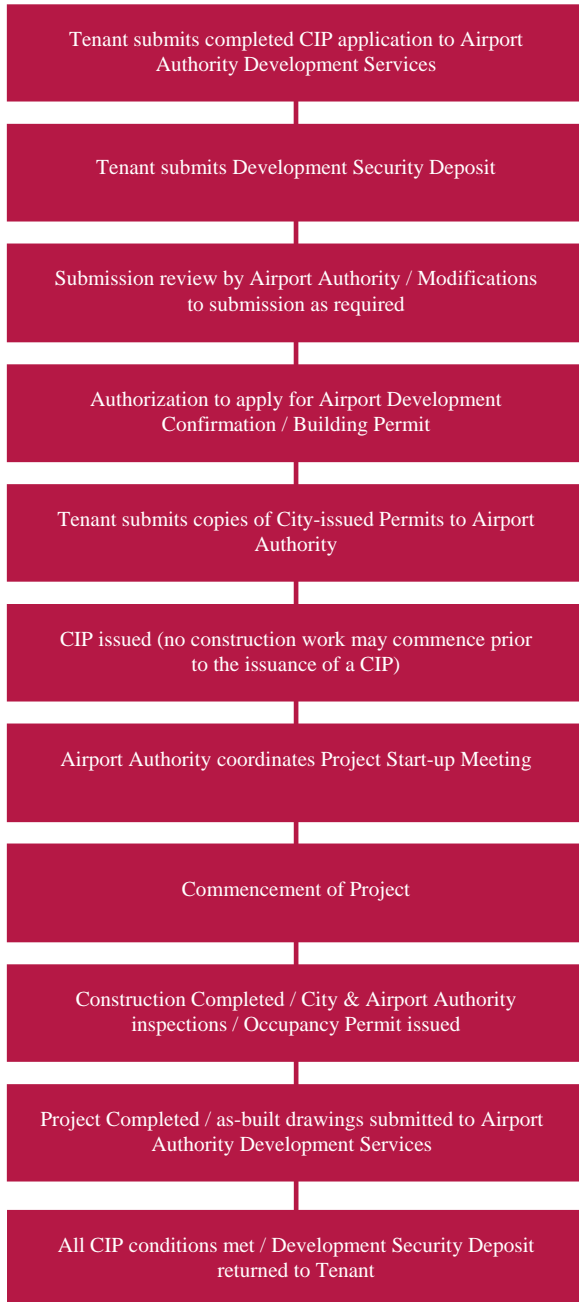 Tenant submits completed CIP application to Airport
Authority Development Services
Tenant submits Development Security Deposit
Submission review by Airport Authority / Modifications
to submission as required
Authorization to apply for Airport Development
Confirmation / Building Permit
Tenant submits copies of City-issued Permits to Airport
Authority
CIP issued (no construction work may commence prior
to the issuance of a CIP)
Airport Authority coordinates Project Start-up Meeting
Commencement of Project
Construction Completed / City & Airport Authority
inspections / Occupancy Permit issued
Project Completed / as-built drawings submitted to Airport
Authority Development Services
All CIP conditions met / Development Security Deposit
returned to Tenant